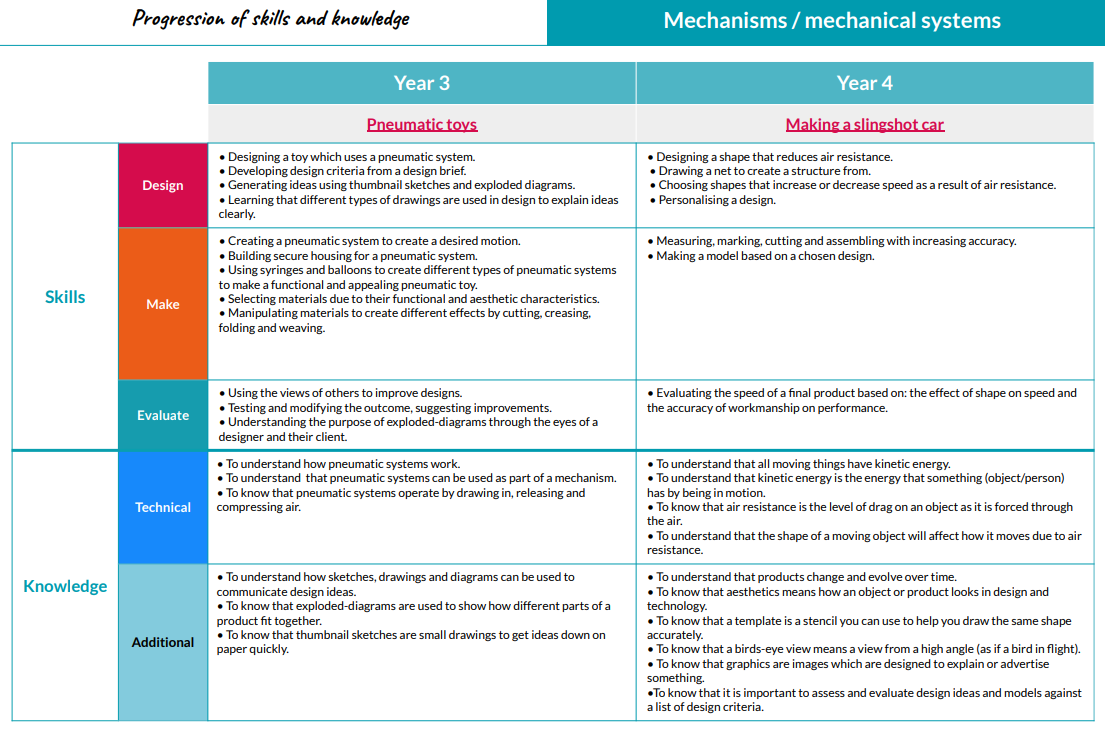 Progression of skills and knowledge
Mechanisms / mechanical systems
Year 3
Year 4
Pneumatic toys
Making a slingshot car
Skills
Design
• Designing a toy which uses a pneumatic system.
• Developing design criteria from a design brief.
• Generating ideas using thumbnail sketches and exploded diagrams.
• Learning that different types of drawings are used in design to explain ideas
clearly.
• Designing a shape that reduces air resistance.
• Drawing a net to create a structure from.
• Choosing shapes that increase or decrease speed as a result of air resistance.
• Personalising a design.
Make
• Creating a pneumatic system to create a desired motion.
• Building secure housing for a pneumatic system.
• Using syringes and balloons to create different types of pneumatic systems
to make a functional and appealing pneumatic toy.
• Selecting materials due to their functional and aesthetic characteristics.
• Manipulating materials to create different effects by cutting, creasing,
folding and weaving.
• Measuring, marking, cutting and assembling with increasing accuracy.
• Making a model based on a chosen design.
Evaluate
• Using the views of others to improve designs.
• Testing and modifying the outcome, suggesting improvements.
• Understanding the purpose of exploded-diagrams through the eyes of a
designer and their client.
• Evaluating the speed of a final product based on: the effect of shape on speed and
the accuracy of workmanship on performance.
Knowledge
Technical
• To understand how pneumatic systems work.
• To understand that pneumatic systems can be used as part of a mechanism.
• To know that pneumatic systems operate by drawing in, releasing and
compressing air.
• To understand that all moving things have kinetic energy.
• To understand that kinetic energy is the energy that something (object/person)
has by being in motion.
• To know that air resistance is the level of drag on an object as it is forced through
the air.
• To understand that the shape of a moving object will affect how it moves due to air
resistance.
Additional
• To understand how sketches, drawings and diagrams can be used to
communicate design ideas.
• To know that exploded-diagrams are used to show how different parts of a
product fit together.
• To know that thumbnail sketches are small drawings to get ideas down on
paper quickly.
• To understand that products change and evolve over time.
• To know that aesthetics means how an object or product looks in design and
technology.
• To know that a template is a stencil you can use to help you draw the same shape
accurately.
• To know that a birds-eye view means a view from a high angle (as if a bird in flight).
• To know that graphics are images which are designed to explain or advertise
something.
•To know that it is important to assess and evaluate design ideas and models against
a list of design criteria.